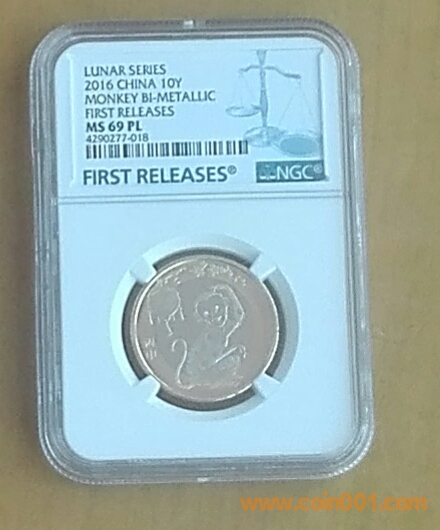 LUNAR SERIES
2016 CHINA 10Y
MONKEY BI-METALLIC
FIRST RELEASES
MS 69 PL
4290277-018
FIRST RELEASES®
NGC®
www.coin001.com